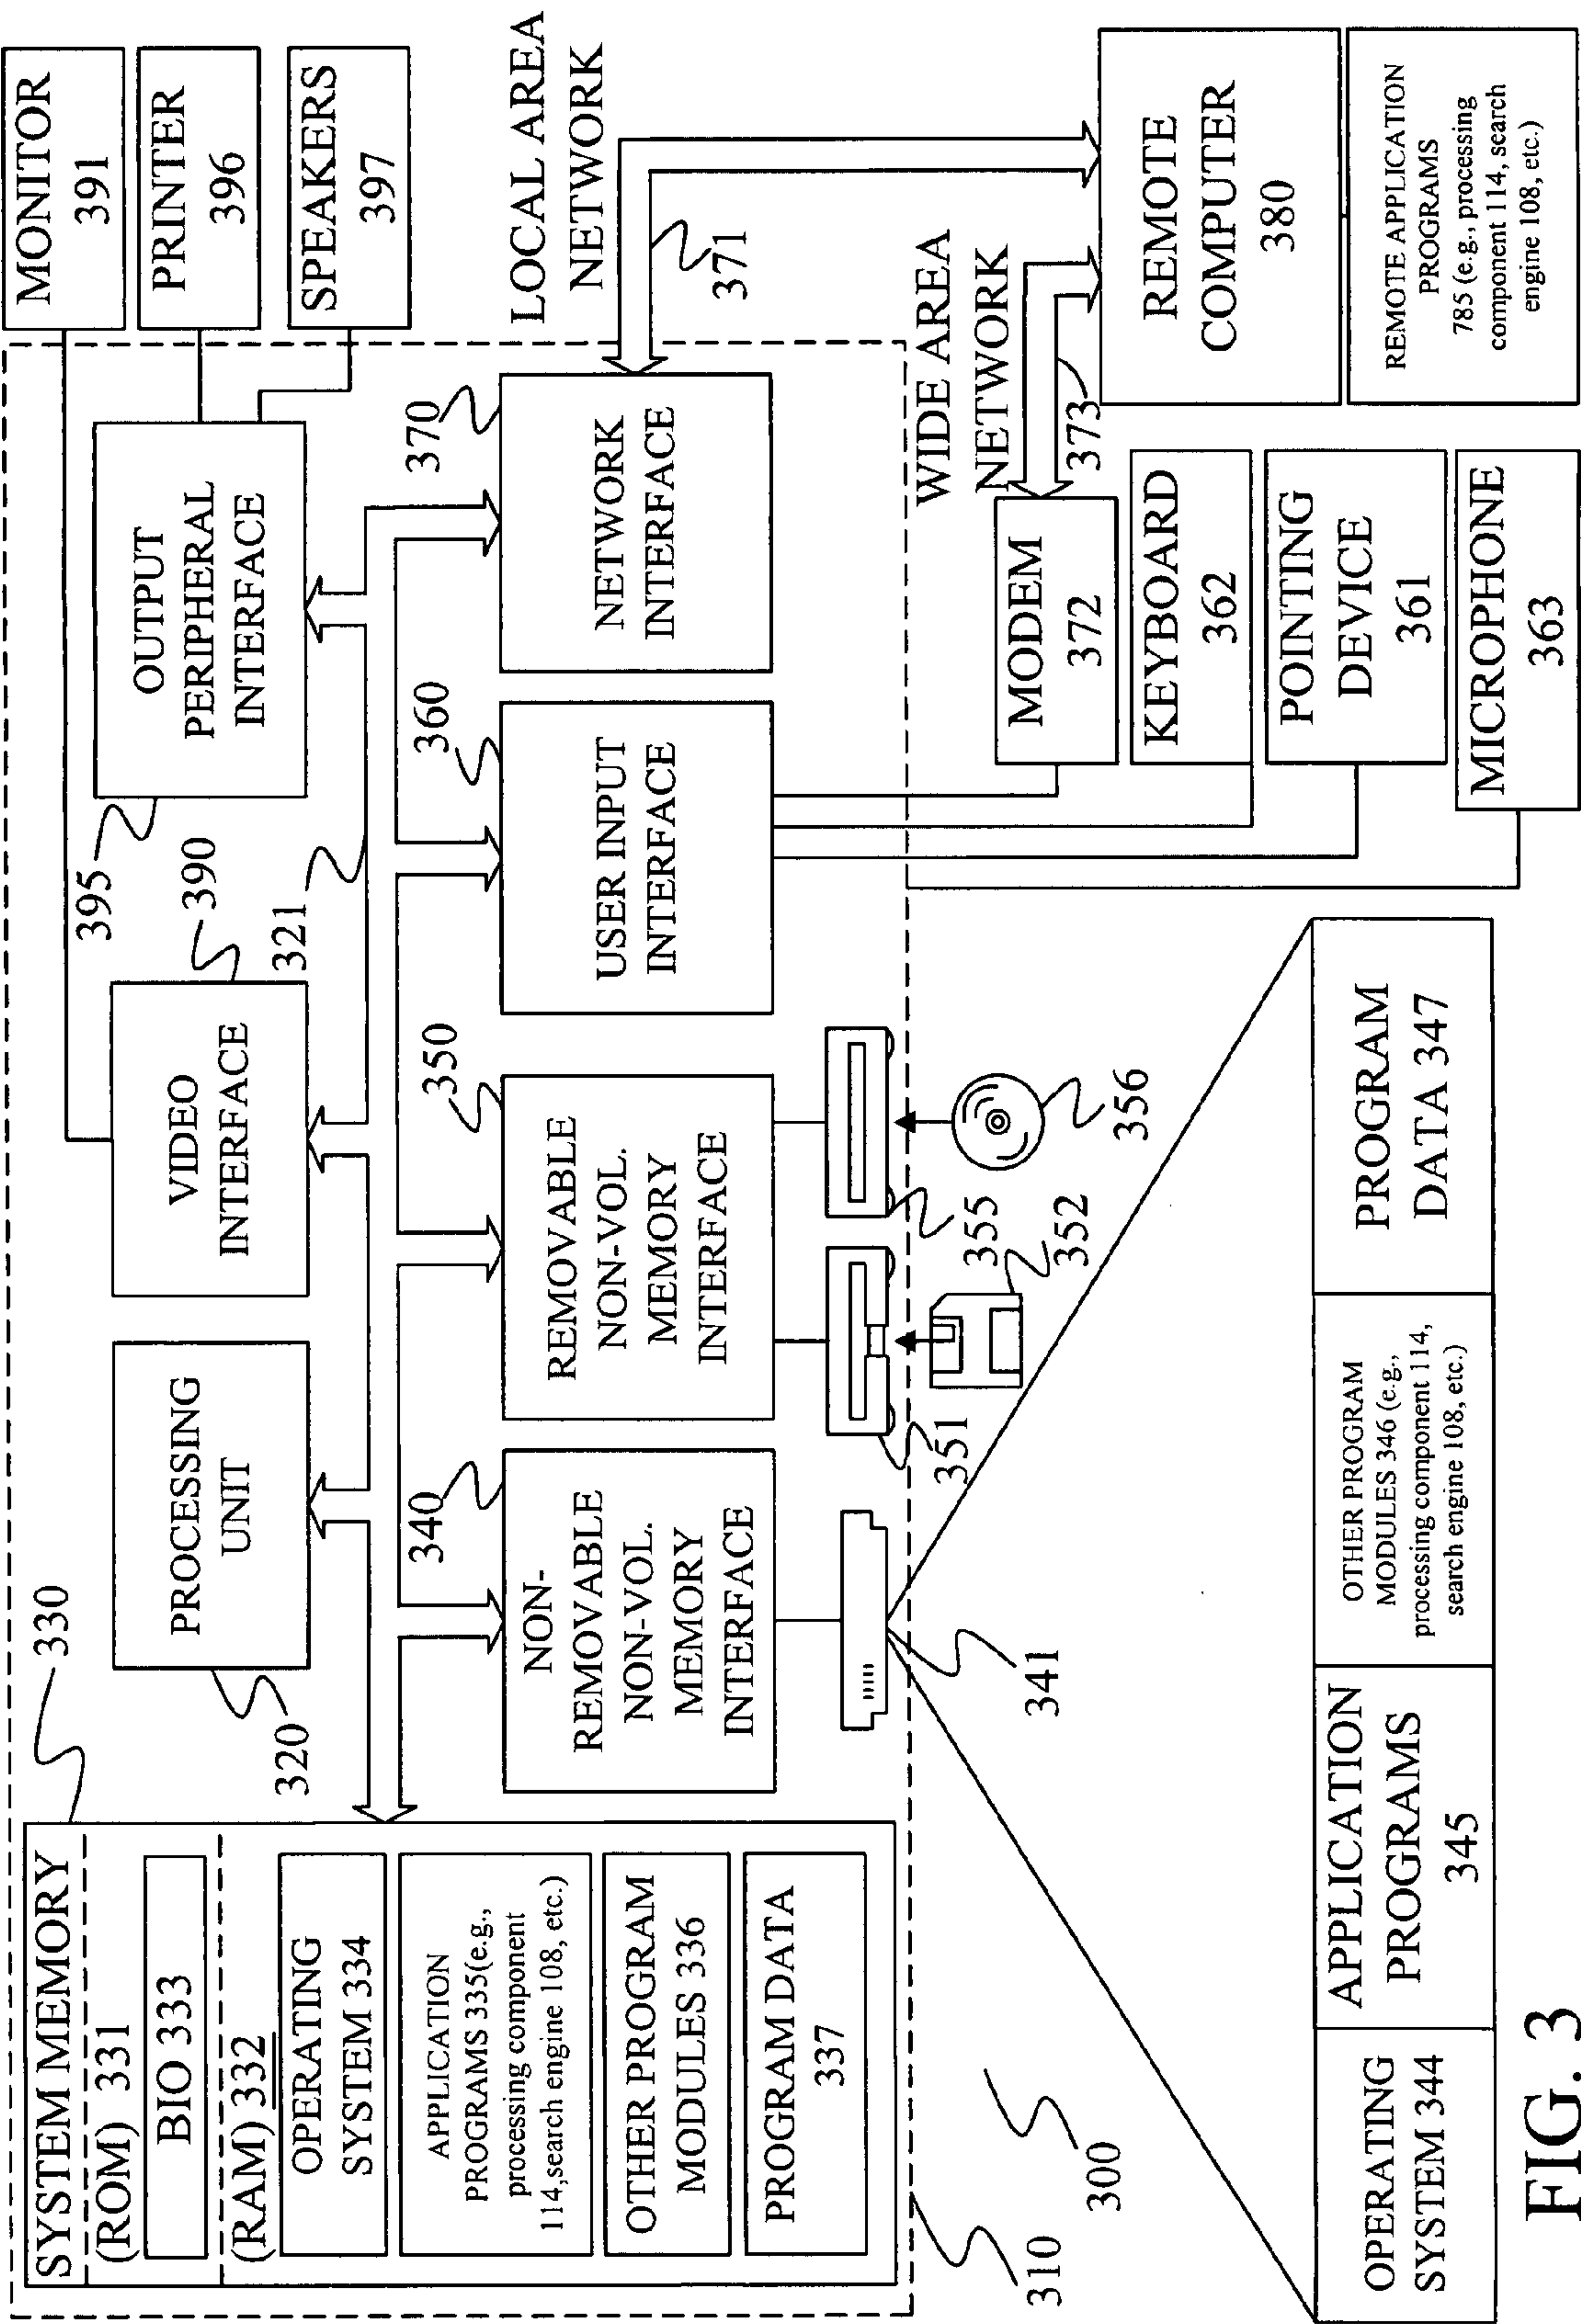 SYSTEM MEMORY
(ROM) 331
BIO 333
(RAM) 332
OPERATING
SYSTEM 334
APPLICATION
PROGRAMS 335(e.g.,
processing component
114,search engine 108, etc.)
OTHER PROGRAM
MODULES 336
PROGRAM DATA
337
330
PROCESSING
UNIT
320
VIDEO
INTERFACE
390
321
395
OUTPUT
PERIPHERAL
INTERFACE
MONITOR
391
PRINTER
396
SPEAKERS
397
340
NON-
REMOVABLE
NON-VOL.
MEMORY
INTERFACE
350
REMOVABLE
NON-VOL.
MEMORY
INTERFACE
360
USER INPUT
INTERFACE
370
NETWORK
INTERFACE
LOCAL AREA
NETWORK
371
341
351
352
355
356
WIDE AREA
NETWORK
373
MODEM
372
KEYBOARD
362
POINTING
DEVICE
361
MICROPHONE
363
REMOTE
COMPUTER
380
REMOTE APPLICATION
PROGRAMS
785 (e.g., processing
component 114, search
engine 108, etc.)
310
300
OPERATING
SYSTEM 344
APPLICATION
PROGRAMS
345
OTHER PROGRAM
MODULES 346 (e.g.,
processing component 114,
search engine 108, etc.)
PROGRAM
DATA 347
FIG. 3